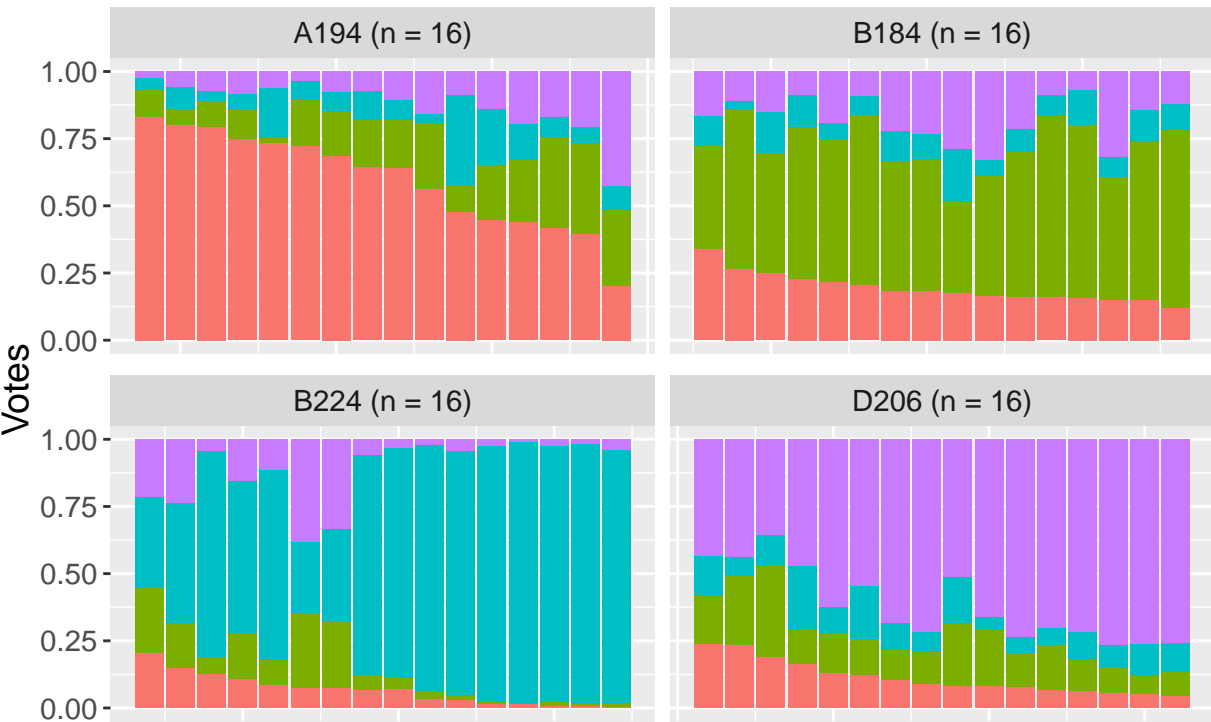 A194 (n = 16)
B184 (n = 16)
1.00
0.75
0.50
0.25
0.00
Votes
B224 (n = 16)
D206 (n = 16)
1.00
0.75
0.50
0.25
0.00